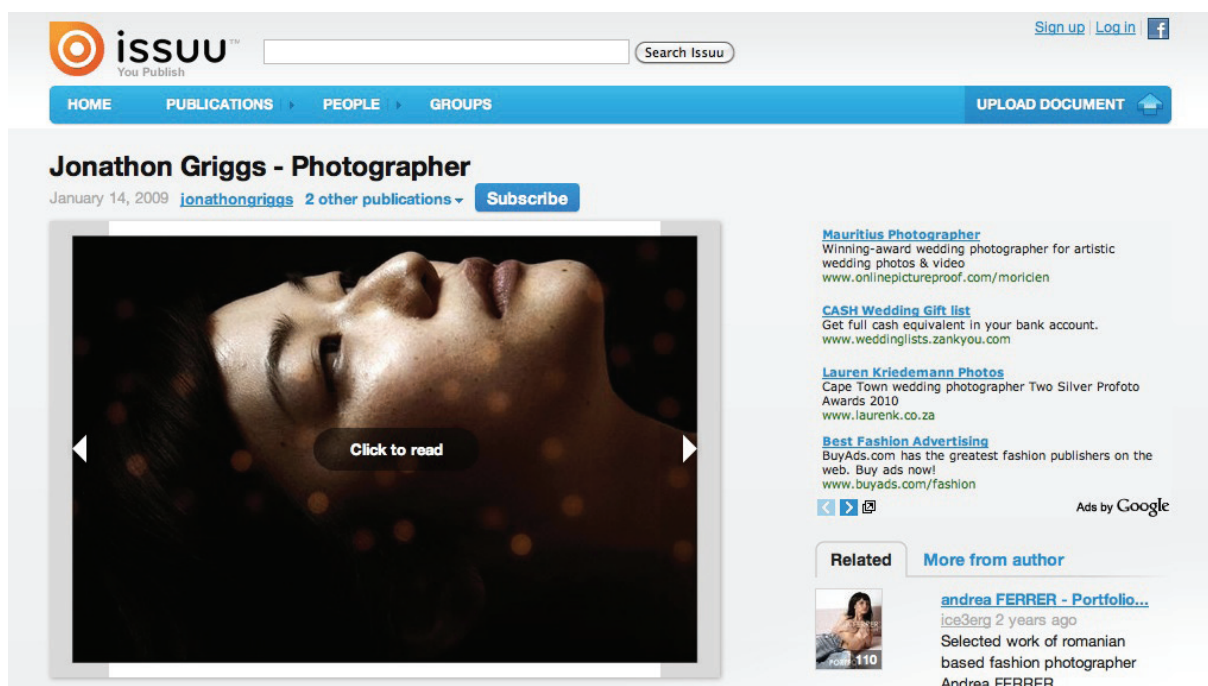 Sign up | Log in
issuu™
You Publish
Search Issuu
HOME PUBLICATIONS PEOPLE GROUPS UPLOAD DOCUMENT
Jonathon Griggs - Photographer
January 14, 2009 jonathongriggs 2 other publications Subscribe
Click to read
Mauritius Photographer
Winning-award wedding photographer for artistic
wedding photos & video
www.onlinepictureproof.com/moricien
CASH Wedding Gift list
Get full cash equivalent in your bank account.
www.weddinglists.zankyou.com
Lauren Kriedemann Photos
Cape Town wedding photographer Two Silver Profoto
Awards 2010
www.laurenk.co.za
Best Fashion Advertising
BuyAds.com has the greatest fashion publishers on the
web. Buy ads now!
www.buyads.com/fashion
Ads by Google
Related More from author
110
andrea FERRER - Portfolio...
ice3erg 2 years ago
Selected work of romanian
based fashion photographer
Andrea FERRER